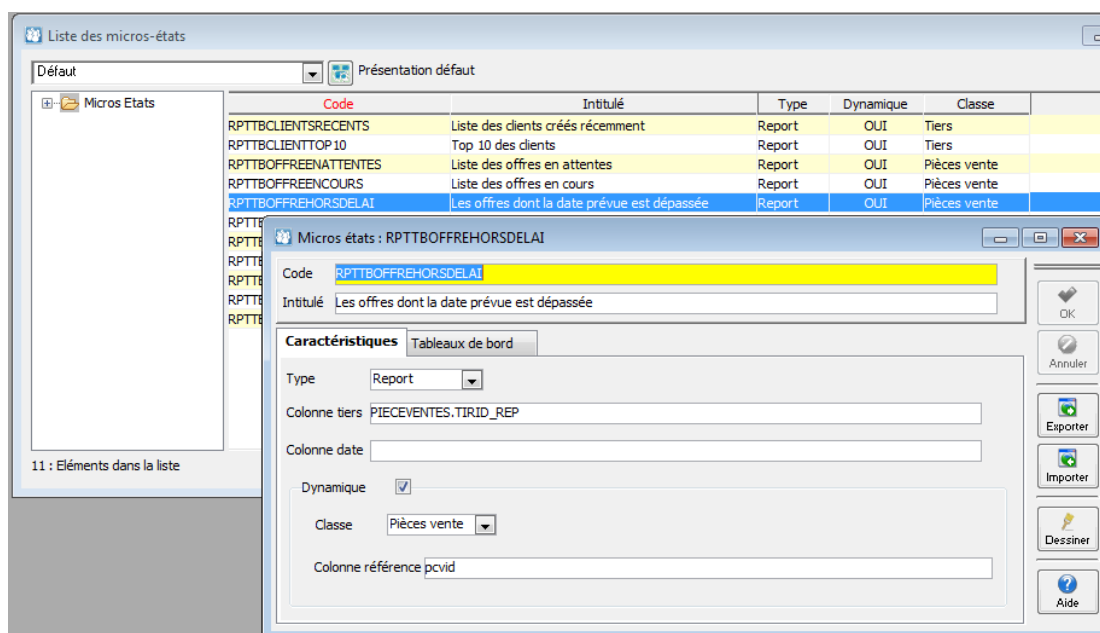 Liste des micros-états
Défaut Présentation défaut
Micros Etats
Code Intitulé Type Dynamique Classe
RPTTBCLIENTSRECENTS Liste des clients créés récemment Report OUI Tiers
RPTTBCLIENTTOP10 Top 10 des clients Report OUI Tiers
RPTTBOFFREENATTENTES Liste des offres en attentes Report OUI Pièces vente
RPTTBOFFREENCOURS Liste des offres en cours Report OUI Pièces vente
RPTTBOFFREHORSDELAI Les offres dont la date prévue est dépassée Report OUI Pièces vente
11 : Eléments dans la liste
Micros états : RPTTBOFFREHORSDELAI
Code RPTTBOFFREHORSDELAI
Intitulé Les offres dont la date prévue est dépassée
Caractéristiques Tableaux de bord
Type Report
Colonne tiers PIECEVENTES.TIRID_REP
Colonne date
Dynamique
Classe Pièces vente
Colonne référence pcvid
OK
Annuler
Exporter
Importer
Dessiner
Aide